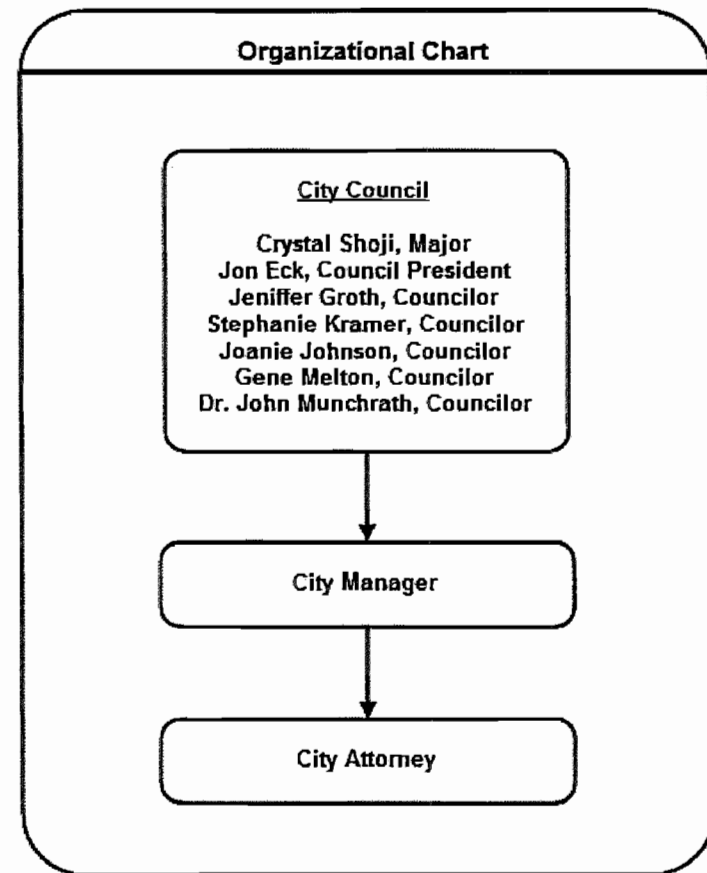 Organizational Chart
City Council
Crystal Shoji, Major
Jon Eck, Council President
Jeniffer Groth, Councilor
Stephanie Kramer, Councilor
Joanie Johnson, Councilor
Gene Melton, Councilor
Dr. John Munchrath, Councilor
City Manager
City Attorney